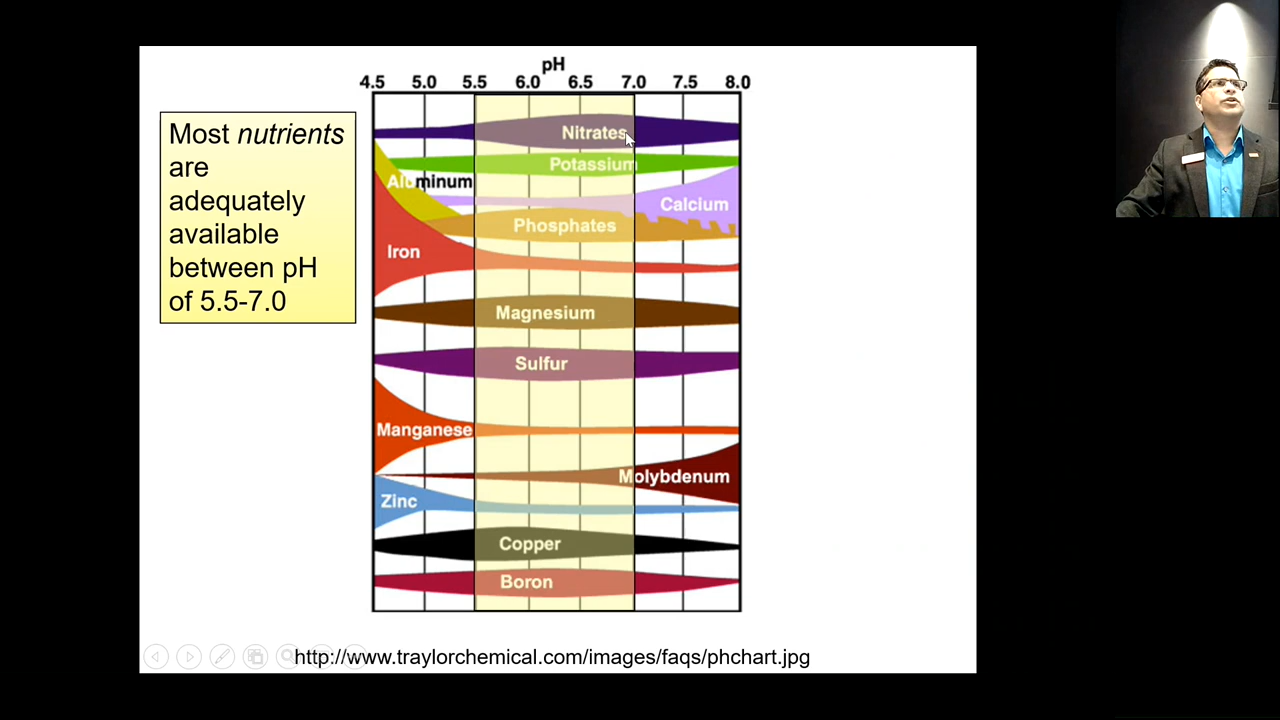 pH
4.5 5.0 5.5 6.0 6.5 7.0 7.5 8.0
Most nutrients
are
adequately
available
between pH
of 5.5-7.0
Nitrates
Potassium
Aluminum
Calcium
Phosphates
Iron
Magnesium
Sulfur
Manganese
Molybdenum
Zinc
Copper
Boron
http://www.traylorchemical.com/images/faqs/phchart.jpg